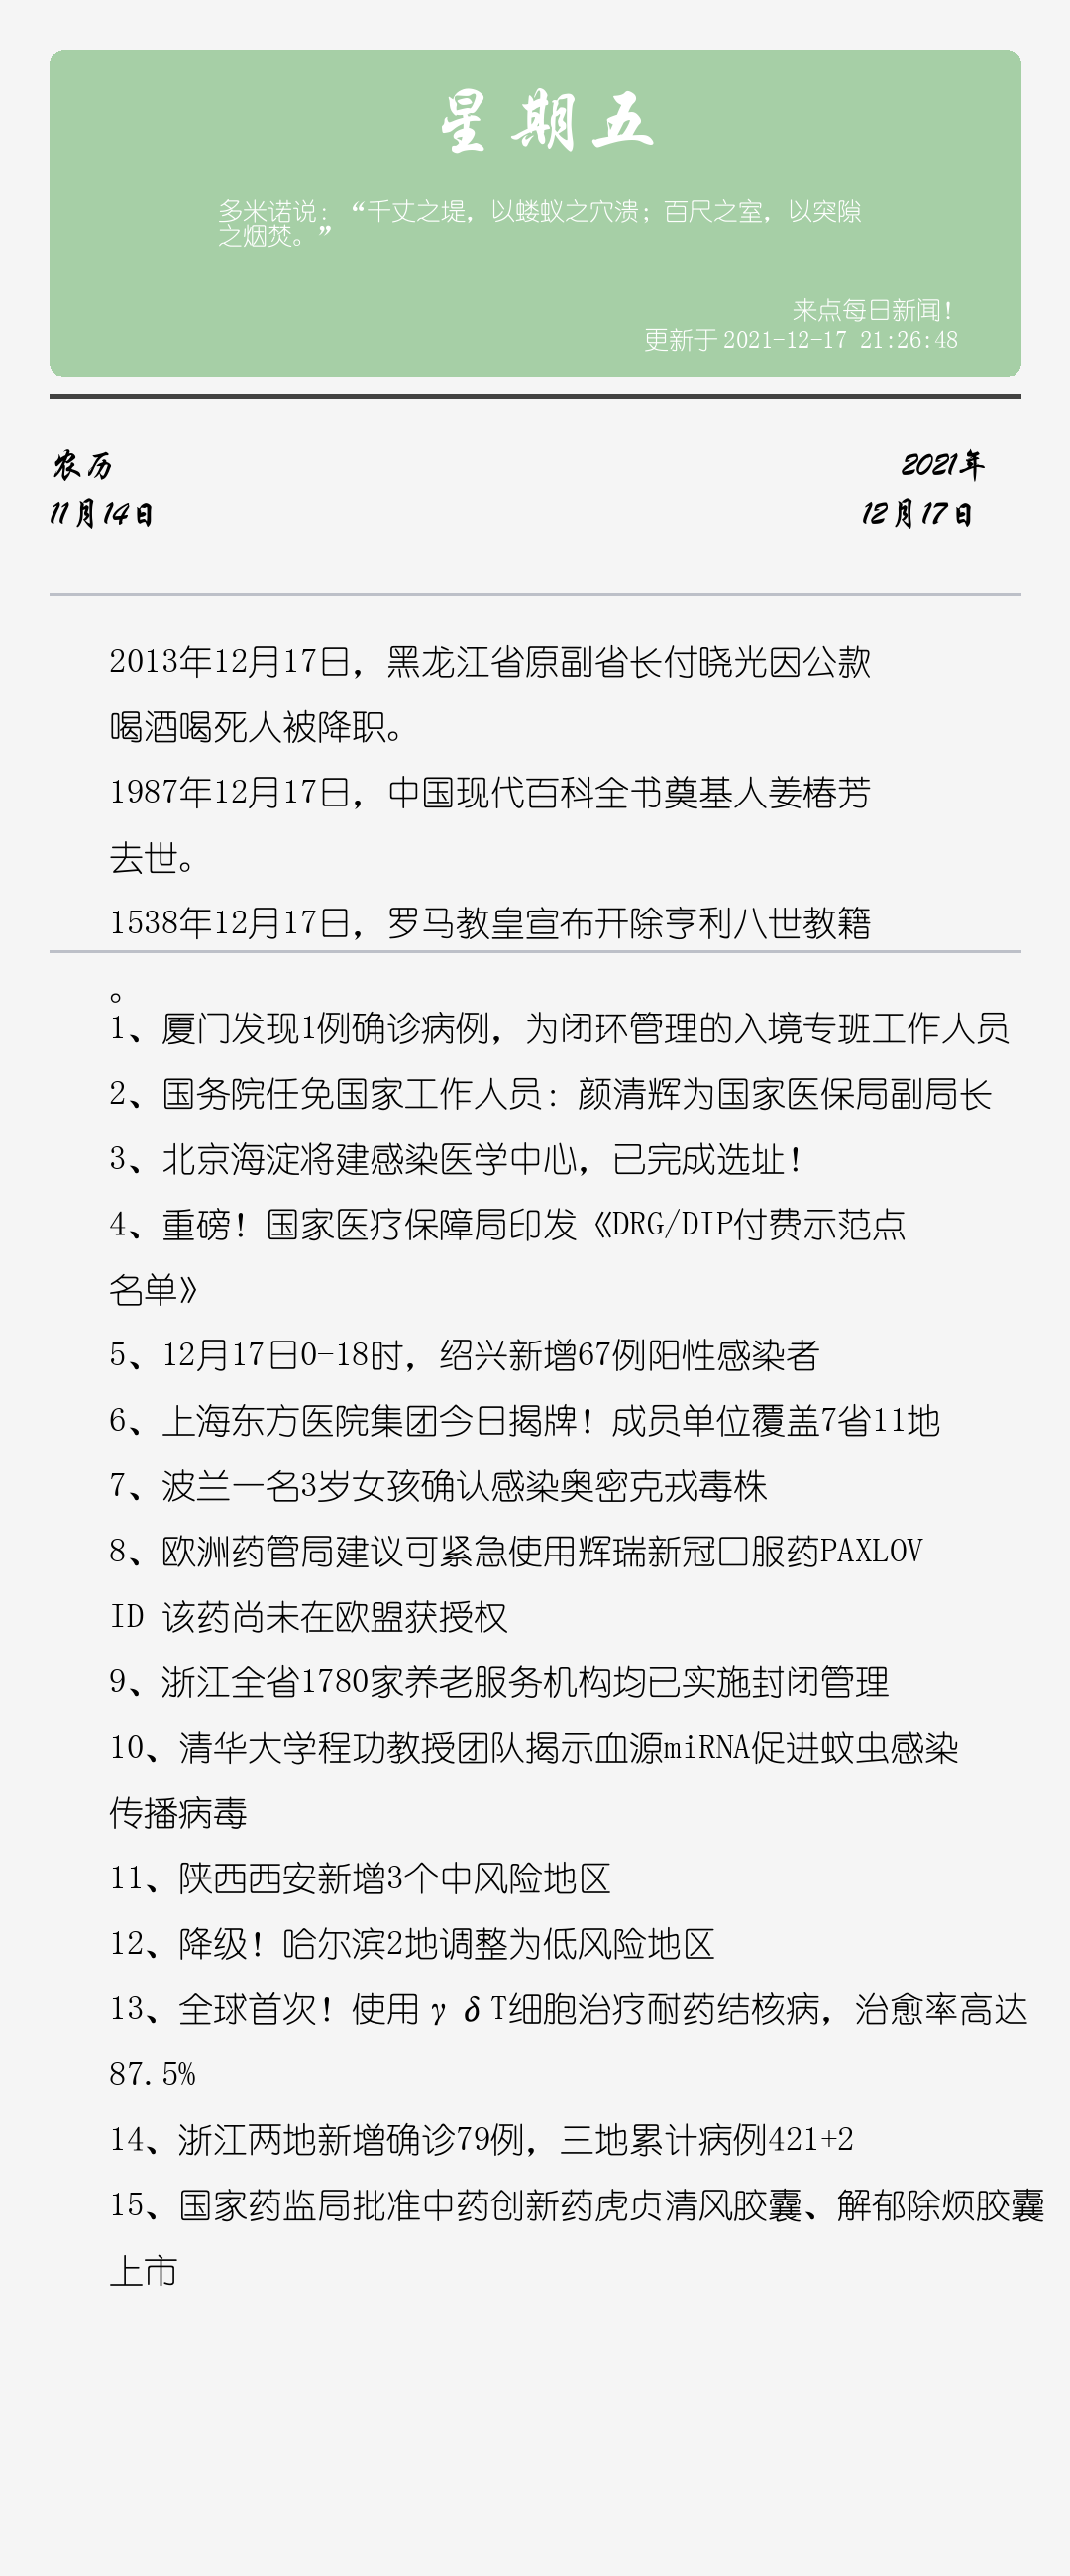 星期五
多米诺说：“千丈之堤，以蝼蚁之穴溃；百尺之室，以突隙
之烟焚。”
来点每日新闻！
更新于 2021-12-17 21:26:48
农历
2021年
11月14日
12月17日
2013年12月17日，黑龙江省原副省长付晓光因公款
喝酒喝死人被降职。
1987年12月17日，中国现代百科全书奠基人姜椿芳
去世。
1538年12月17日，罗马教皇宣布开除亨利八世教籍
。
1、厦门发现1例确诊病例，为闭环管理的入境专班工作人员
2、国务院任免国家工作人员：颜清辉为国家医保局副局长
3、北京海淀将建感染医学中心，已完成选址！
4、重磅！国家医疗保障局印发《DRG/DIP付费示范点
名单》
5、12月17日0-18时，绍兴新增67例阳性感染者
6、上海东方医院集团今日揭牌！成员单位覆盖7省11地
7、波兰一名3岁女孩确认感染奥密克戎毒株
8、欧洲药管局建议可紧急使用辉瑞新冠口服药PAXLOV
ID 该药尚未在欧盟获授权
9、浙江全省1780家养老服务机构均已实施封闭管理
10、清华大学程功教授团队揭示血源miRNA促进蚊虫感染
传播病毒
11、陕西西安新增3个中风险地区
12、降级！哈尔滨2地调整为低风险地区
13、全球首次！使用γδT细胞治疗耐药结核病，治愈率高达
87.5%
14、浙江两地新增确诊79例，三地累计病例421+2
15、国家药监局批准中药创新药虎贞清风胶囊、解郁除烦胶囊
上市